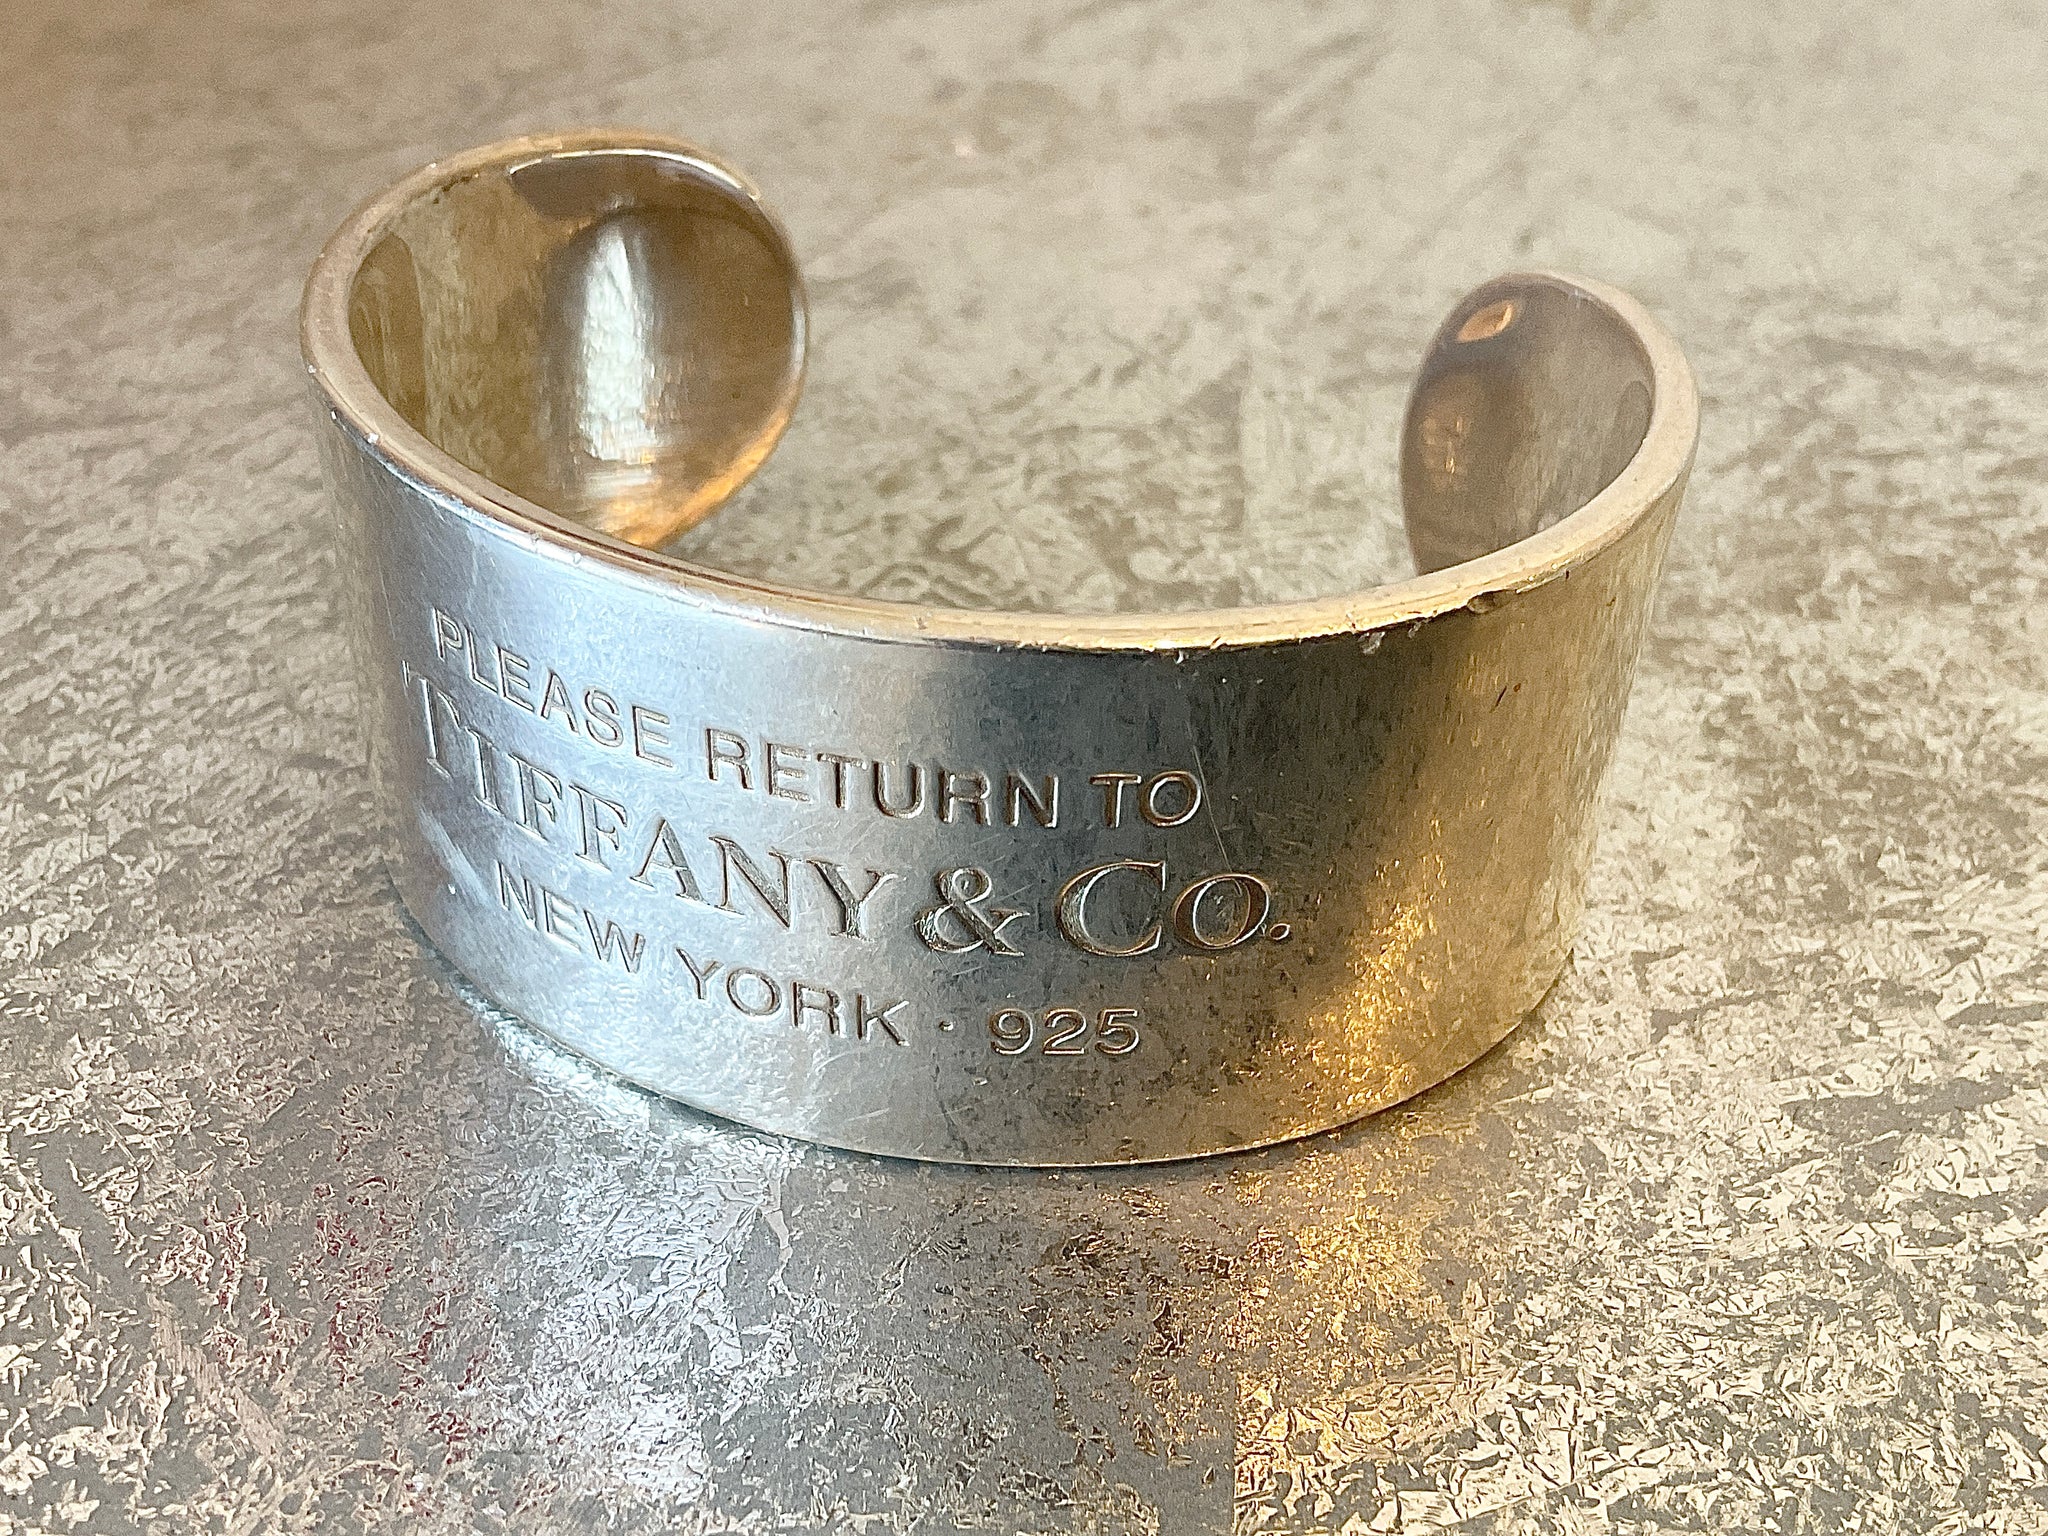 PLEASE RETURN TO
TIFFANY & CO.
NEW YORK · 925